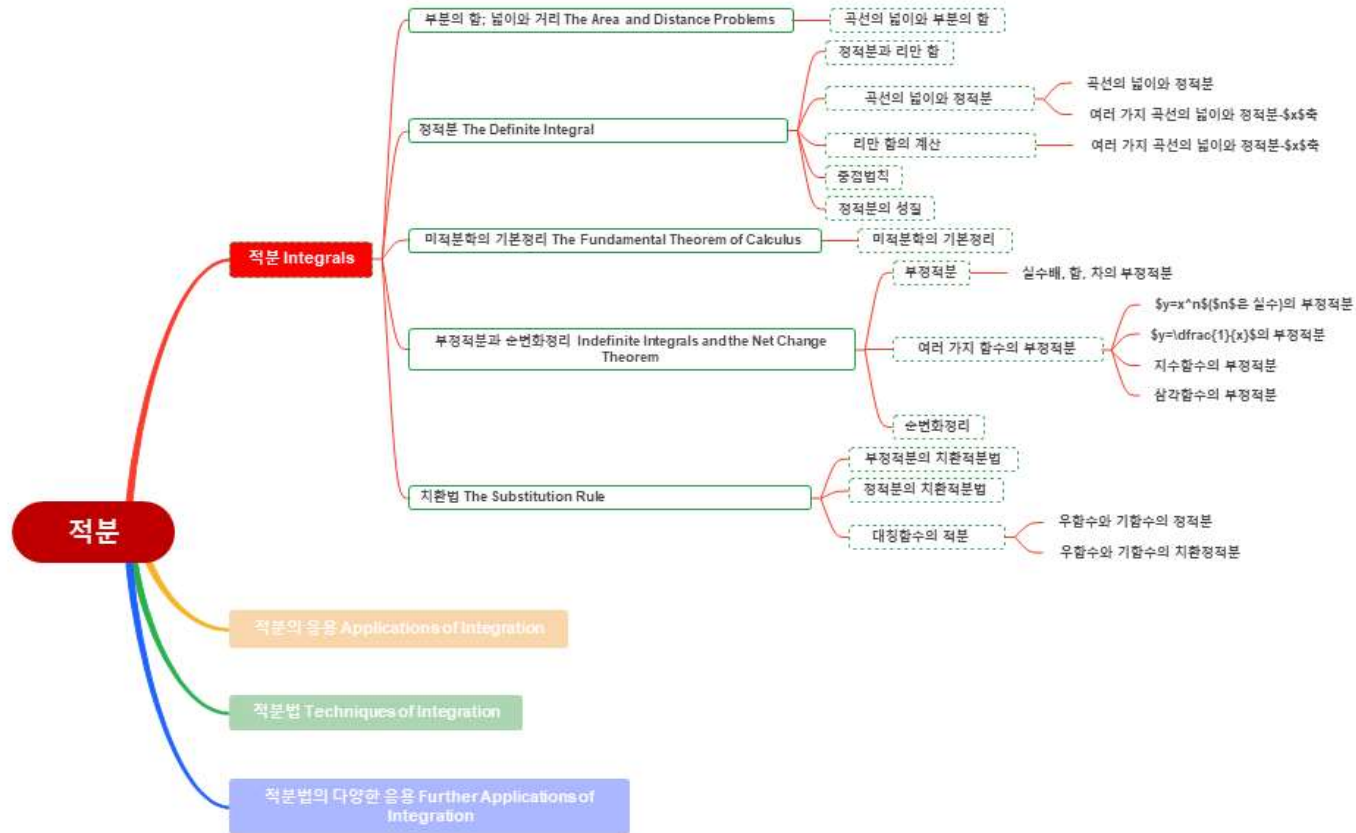 부분의 합; 넓이와 거리 The Area and Distance Problems
곡선의 넓이와 부분의 합
정적분과 리만 합
곡선의 넓이와 정적분
곡선의 넓이와 정적분
여러 가지 곡선의 넓이와 정적분-$x$축
정적분 The Definite Integral
리만 합의 계산
여러 가지 곡선의 넓이와 정적분-$x$축
중점법칙
정적분의 성질
미적분학의 기본정리 The Fundamental Theorem of Calculus
미적분학의 기본정리
적분 Integrals
부정적분
실수배, 합, 차의 부정적분
부정적분과 순변화정리 Indefinite Integrals and the Net Change
Theorem
여러 가지 함수의 부정적분
$y=x^n$($n$은 실수)의 부정적분
$y=\dfrac{1}{x}$의 부정적분
지수함수의 부정적분
삼각함수의 부정적분
순변화정리
치환법 The Substitution Rule
부정적분의 치환적분법
정적분의 치환적분법
대칭함수의 적분
우함수와 기함수의 정적분
우함수와 기함수의 치환정적분
적분
적분의 응용 Applications of Integration
적분법 Techniques of Integration
적분법의 다양한 응용 Further Applications of
Integration